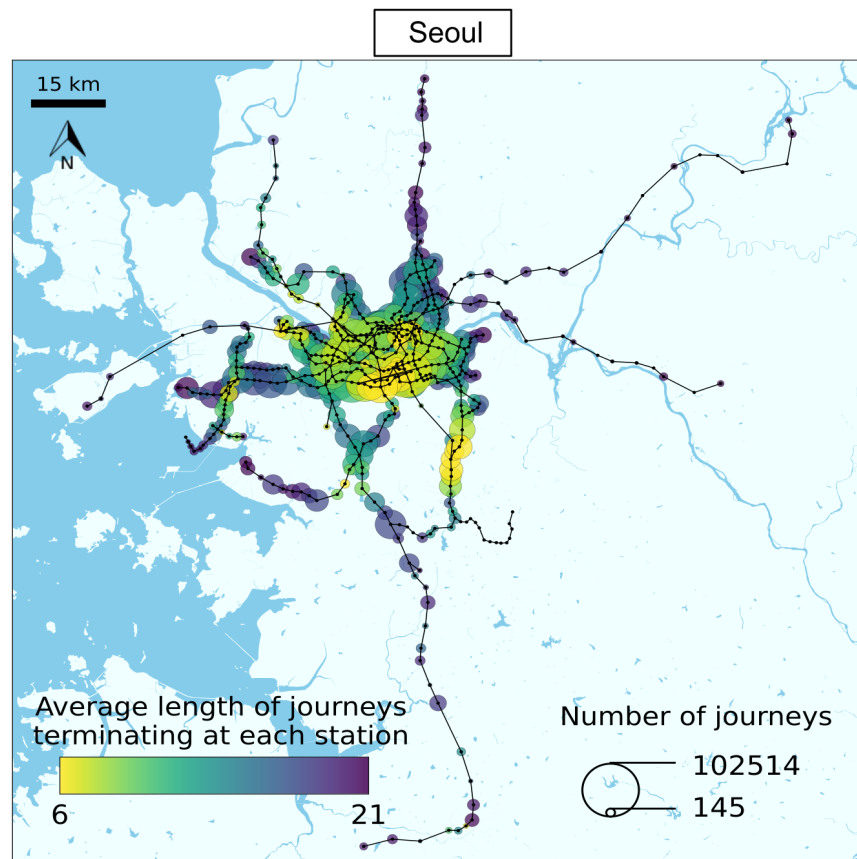 Seoul
15 km
N
Average length of journeys
terminating at each station
6 21
Number of journeys
102514
145